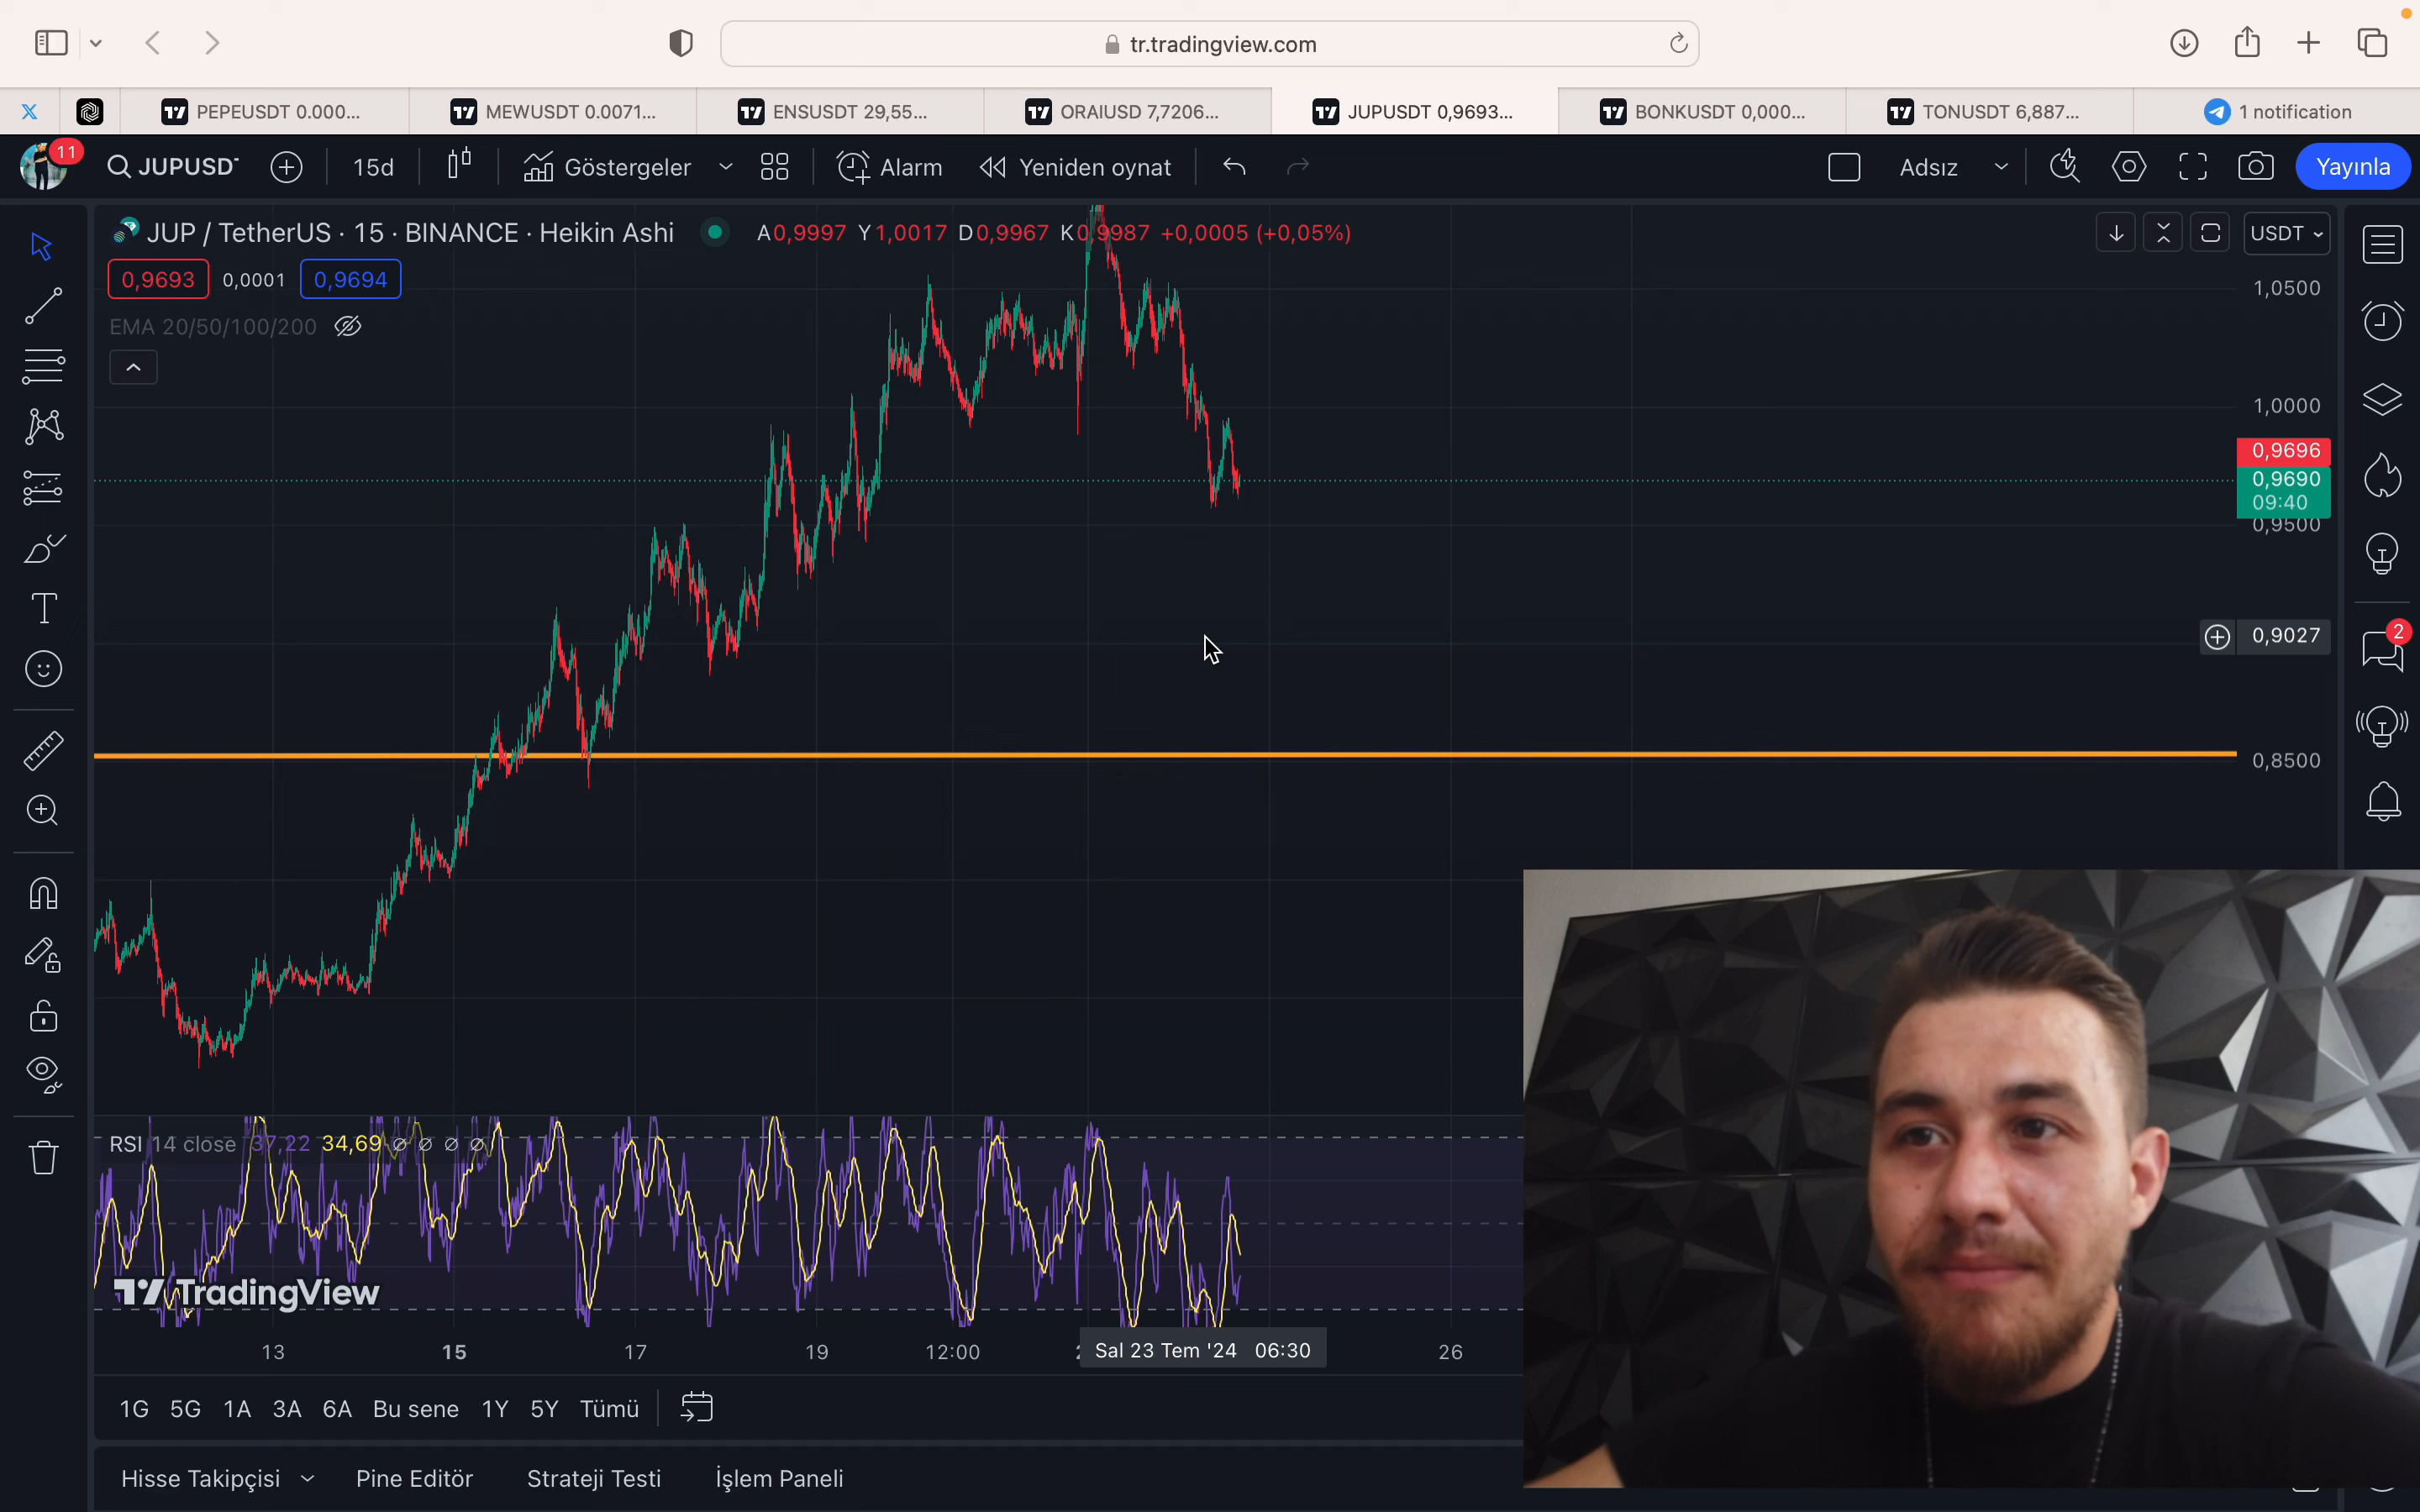 tr.tradingview.com
PEPEUSDT 0.000...
MEWUSDT 0.0071...
ENSUSDT 29,55...
ORAIUSD 7,7206...
JUPUSDT 0,9693...
BONKUSDT 0,000...
TONUSDT 6,887...
1 notification
11
JUPUSD
15d
Göstergeler
Alarm
Yeniden oynat
Adsız
Yayınla
JUP / TetherUS · 15 · BINANCE · Heikin Ashi
A0,9997 Y1,0017 D0,9967 K0,9987 +0,0005 (+0,05%)
USDT
0,9693
0,0001
0,9694
EMA 20/50/100/200
1,0500
1,0000
0,9696
0,9690
09:40
0,9500
0,9027
2
0,8500
RSI 14 close 37,22 34,69 ∅ ∅ ∅ ∅
TradingView
13
15
17
19
12:00
Sal 23 Tem '24 06:30
26
1G 5G 1A 3A 6A Bu sene 1Y 5Y Tümü
Hisse Takipçisi
Pine Editör
Strateji Testi
İşlem Paneli